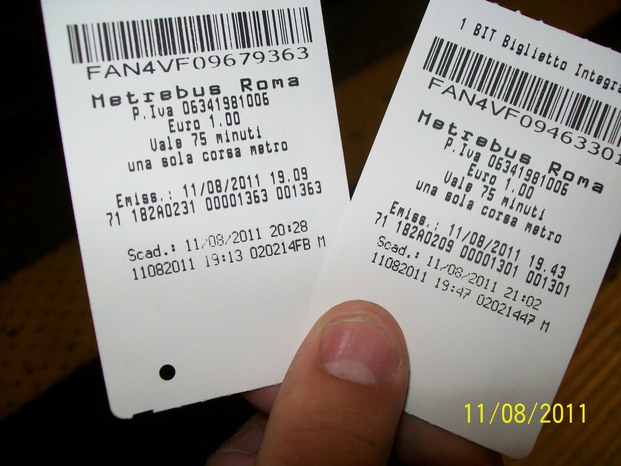 FAN4VF09679363
Metrebus Roma
P.Iva 06341981006
Euro 1.00
Vale 75 minuti
una sola corsa metro
Emiss.: 11/08/2011 19.09
71 182A0231 00001363 001363
Scad.: 11/08/2011 20:28
11082011 19:13 020214FB M
1 BIT Biglietto
FAN4VF09463301
Metrebus Roma
P.Iva 06341981006
Euro 1.00
Vale 75 minuti
una sola corsa metro
Emiss.: 11/08/2011 19.43
71 182A0209 00001301 001301
Scad.: 11/08/2011 21:02
11082011 19:47 02021447 M
11/08/2011